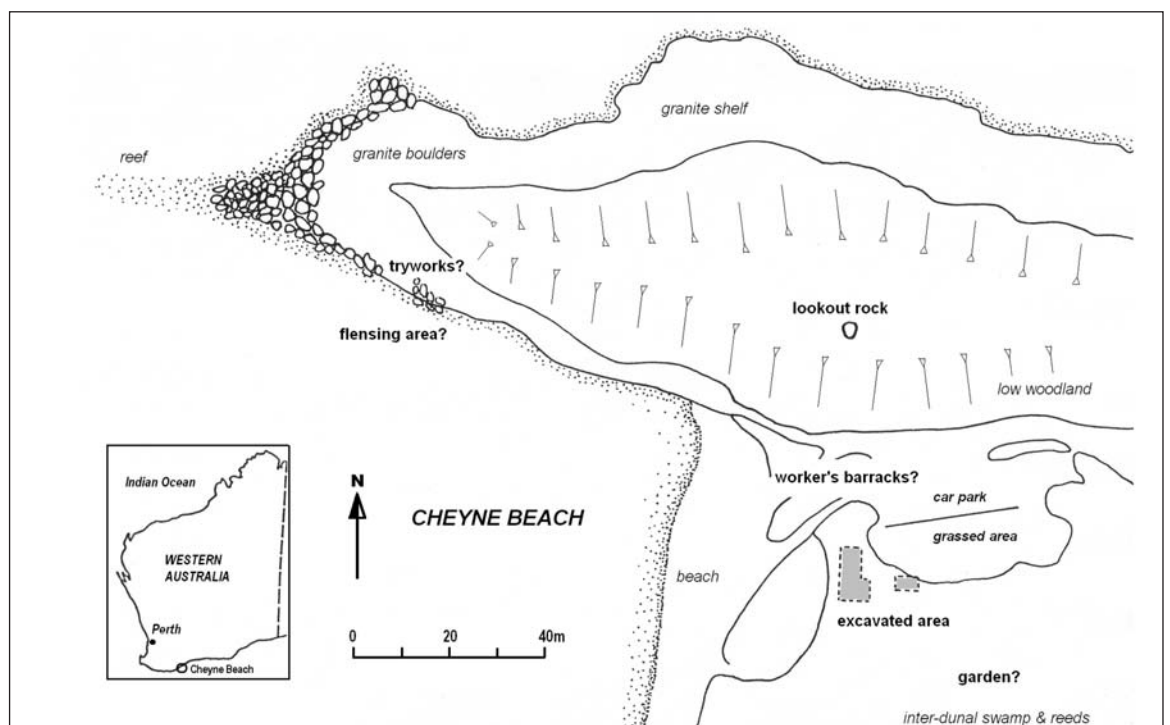 granite shelf
reef
granite boulders
tryworks?
flensing area?
lookout rock
low woodland
worker's barracks?
car park
grassed area
beach
excavated area
garden?
inter-dunal swamp & reeds
N
CHEYNE BEACH
0 20 40m
Indian Ocean
WESTERN
AUSTRALIA
Perth
Cheyne Beach